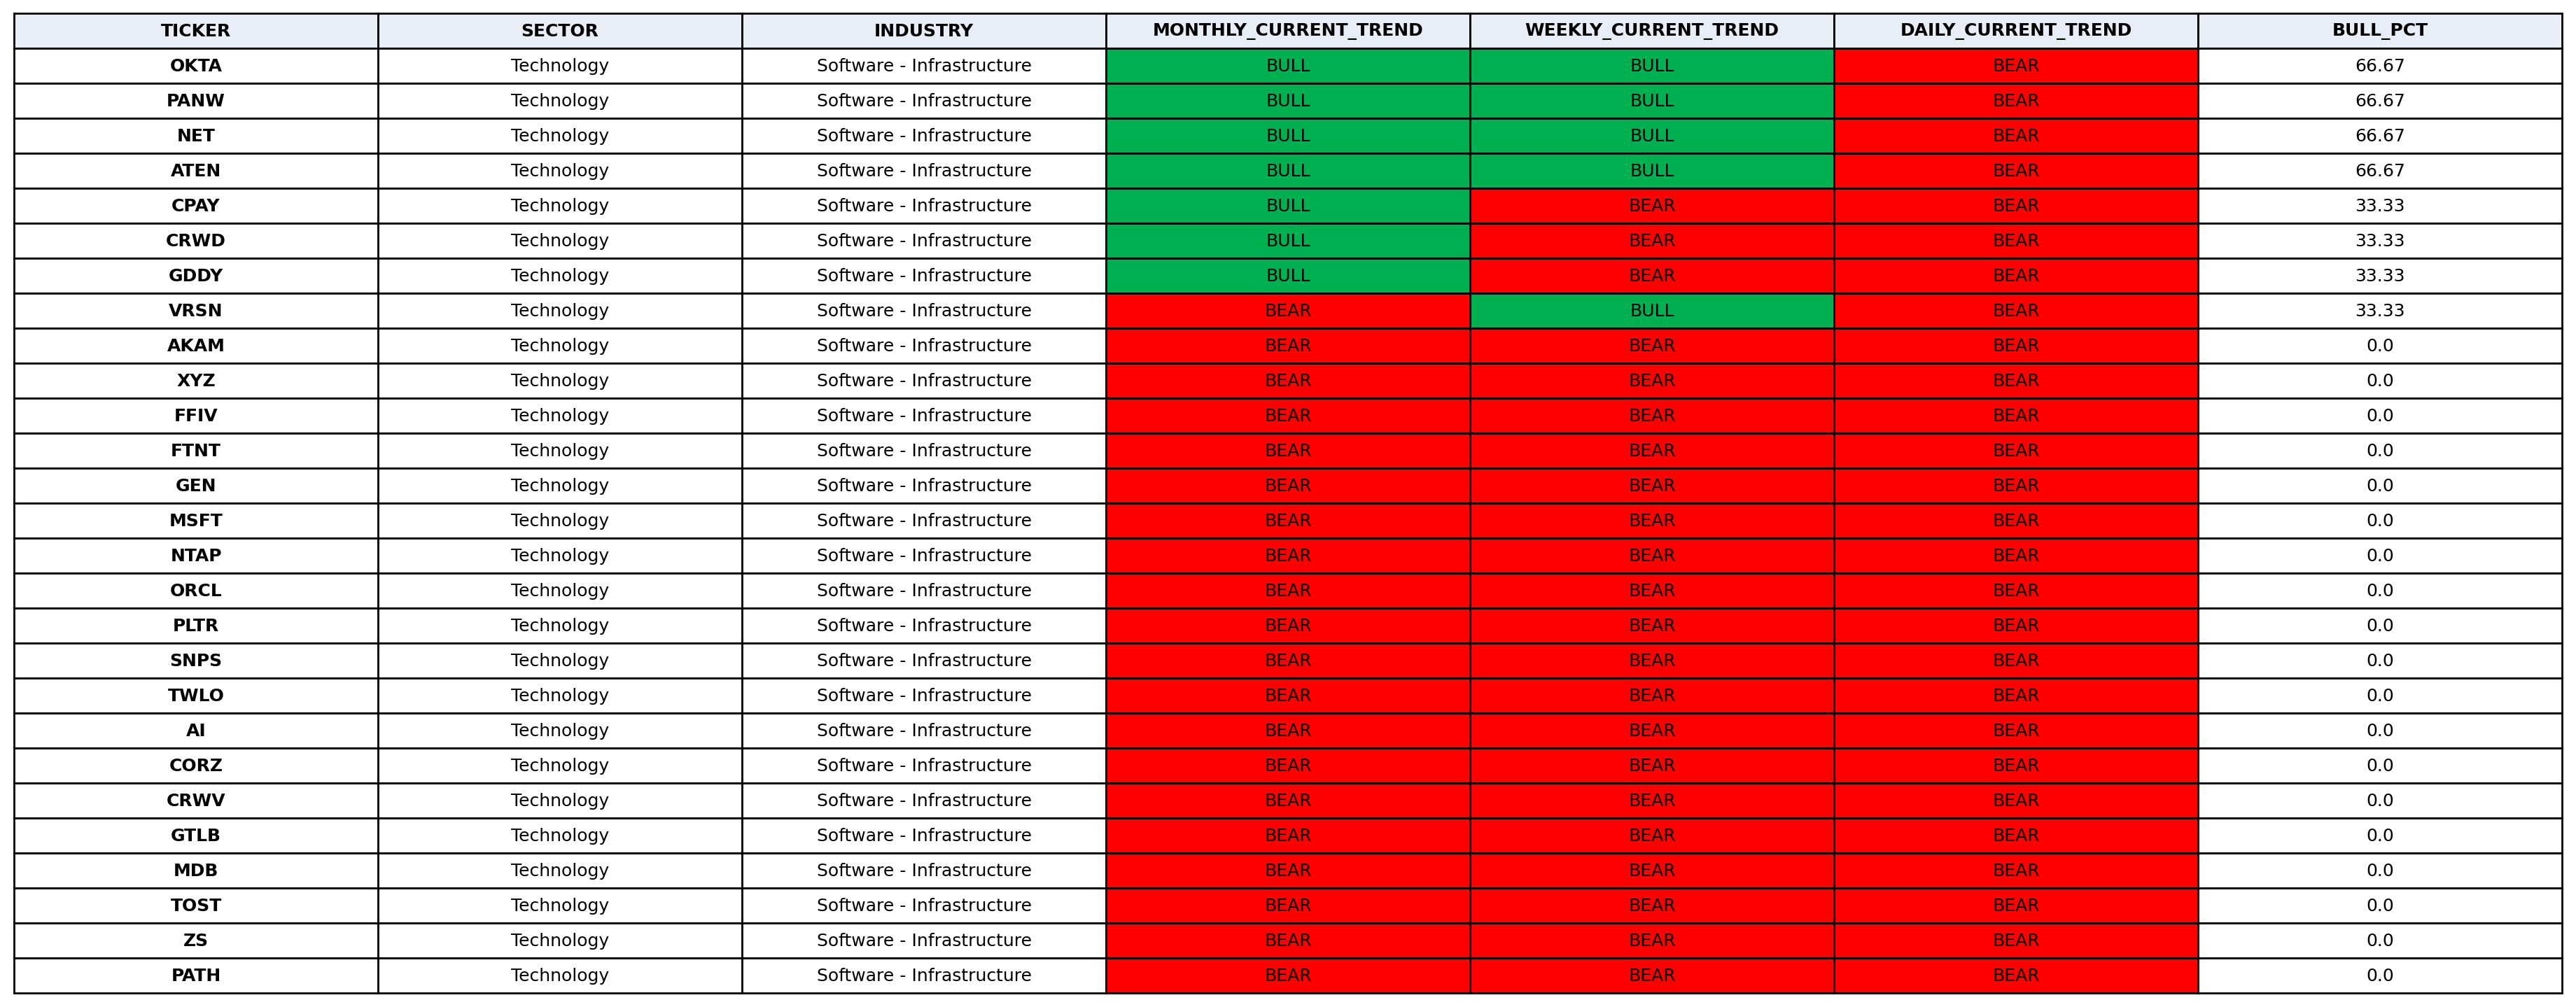 TICKER SECTOR INDUSTRY MONTHLY_CURRENT_TREND WEEKLY_CURRENT_TREND DAILY_CURRENT_TREND BULL_PCT
OKTA Technology Software - Infrastructure BULL BULL BEAR 66.67
PANW Technology Software - Infrastructure BULL BULL BEAR 66.67
NET Technology Software - Infrastructure BULL BULL BEAR 66.67
ATEN Technology Software - Infrastructure BULL BULL BEAR 66.67
CPAY Technology Software - Infrastructure BULL BEAR BEAR 33.33
CRWD Technology Software - Infrastructure BULL BEAR BEAR 33.33
GDDY Technology Software - Infrastructure BULL BEAR BEAR 33.33
VRSN Technology Software - Infrastructure BEAR BULL BEAR 33.33
AKAM Technology Software - Infrastructure BEAR BEAR BEAR 0.0
XYZ Technology Software - Infrastructure BEAR BEAR BEAR 0.0
FFIV Technology Software - Infrastructure BEAR BEAR BEAR 0.0
FTNT Technology Software - Infrastructure BEAR BEAR BEAR 0.0
GEN Technology Software - Infrastructure BEAR BEAR BEAR 0.0
MSFT Technology Software - Infrastructure BEAR BEAR BEAR 0.0
NTAP Technology Software - Infrastructure BEAR BEAR BEAR 0.0
ORCL Technology Software - Infrastructure BEAR BEAR BEAR 0.0
PLTR Technology Software - Infrastructure BEAR BEAR BEAR 0.0
SNPS Technology Software - Infrastructure BEAR BEAR BEAR 0.0
TWLO Technology Software - Infrastructure BEAR BEAR BEAR 0.0
AI Technology Software - Infrastructure BEAR BEAR BEAR 0.0
CORZ Technology Software - Infrastructure BEAR BEAR BEAR 0.0
CRWV Technology Software - Infrastructure BEAR BEAR BEAR 0.0
GTLB Technology Software - Infrastructure BEAR BEAR BEAR 0.0
MDB Technology Software - Infrastructure BEAR BEAR BEAR 0.0
TOST Technology Software - Infrastructure BEAR BEAR BEAR 0.0
ZS Technology Software - Infrastructure BEAR BEAR BEAR 0.0
PATH Technology Software - Infrastructure BEAR BEAR BEAR 0.0